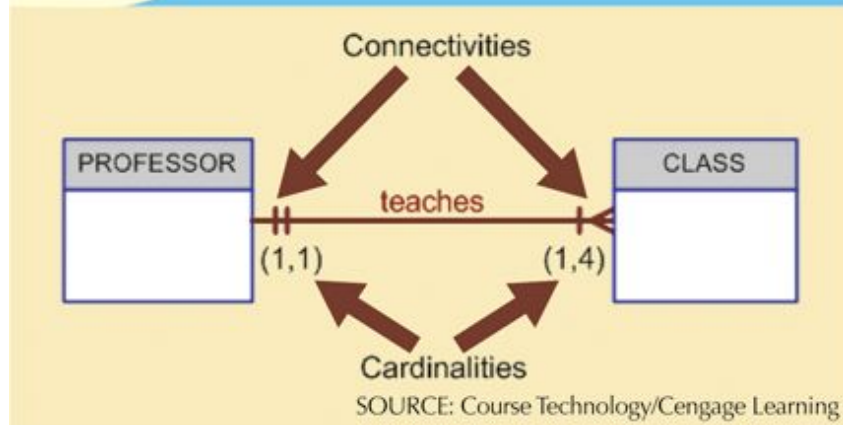 Connectivities
PROFESSOR
CLASS
teaches
(1,1)
(1,4)
Cardinalities
SOURCE: Course Technology/Cengage Learning